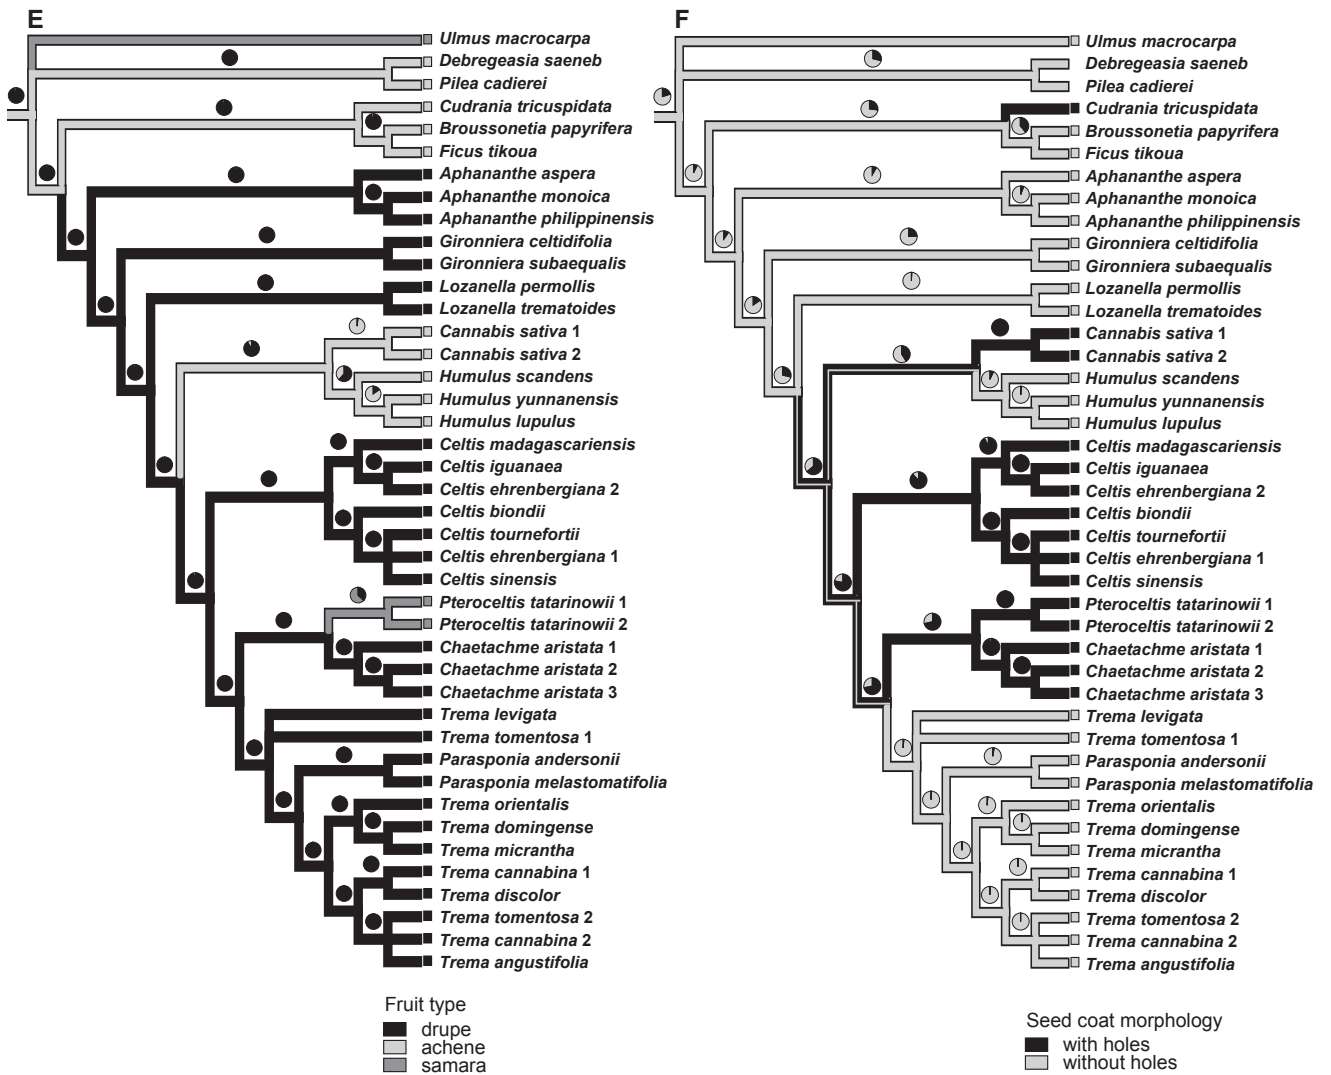 E
Ulmus macrocarpa
Debregeasia saeneb
Pilea cadierei
Cudrania tricuspidata
Broussonetia papyrifera
Ficus tikoua
Aphananthe aspera
Aphananthe monoica
Aphananthe philippinensis
Gironniera celtidifolia
Gironniera subaequalis
Lozanella permollis
Lozanella trematoides
Cannabis sativa 1
Cannabis sativa 2
Humulus scandens
Humulus yunnanensis
Humulus lupulus
Celtis madagascariensis
Celtis iguanaea
Celtis ehrenbergiana 2
Celtis biondii
Celtis tournefortii
Celtis ehrenbergiana 1
Celtis sinensis
Pteroceltis tatarinowii 1
Pteroceltis tatarinowii 2
Chaetachme aristata 1
Chaetachme aristata 2
Chaetachme aristata 3
Trema levigata
Trema tomentosa 1
Parasponia andersonii
Parasponia melastomatifolia
Trema orientalis
Trema domingense
Trema micrantha
Trema cannabina 1
Trema discolor
Trema tomentosa 2
Trema cannabina 2
Trema angustifolia
Fruit type
drupe
achene
samara
F
Ulmus macrocarpa
Debregeasia saeneb
Pilea cadierei
Cudrania tricuspidata
Broussonetia papyrifera
Ficus tikoua
Aphananthe aspera
Aphananthe monoica
Aphananthe philippinensis
Gironniera celtidifolia
Gironniera subaequalis
Lozanella permollis
Lozanella trematoides
Cannabis sativa 1
Cannabis sativa 2
Humulus scandens
Humulus yunnanensis
Humulus lupulus
Celtis madagascariensis
Celtis iguanaea
Celtis ehrenbergiana 2
Celtis biondii
Celtis tournefortii
Celtis ehrenbergiana 1
Celtis sinensis
Pteroceltis tatarinowii 1
Pteroceltis tatarinowii 2
Chaetachme aristata 1
Chaetachme aristata 2
Chaetachme aristata 3
Trema levigata
Trema tomentosa 1
Parasponia andersonii
Parasponia melastomatifolia
Trema orientalis
Trema domingense
Trema micrantha
Trema cannabina 1
Trema discolor
Trema tomentosa 2
Trema cannabina 2
Trema angustifolia
Seed coat morphology
with holes
without holes